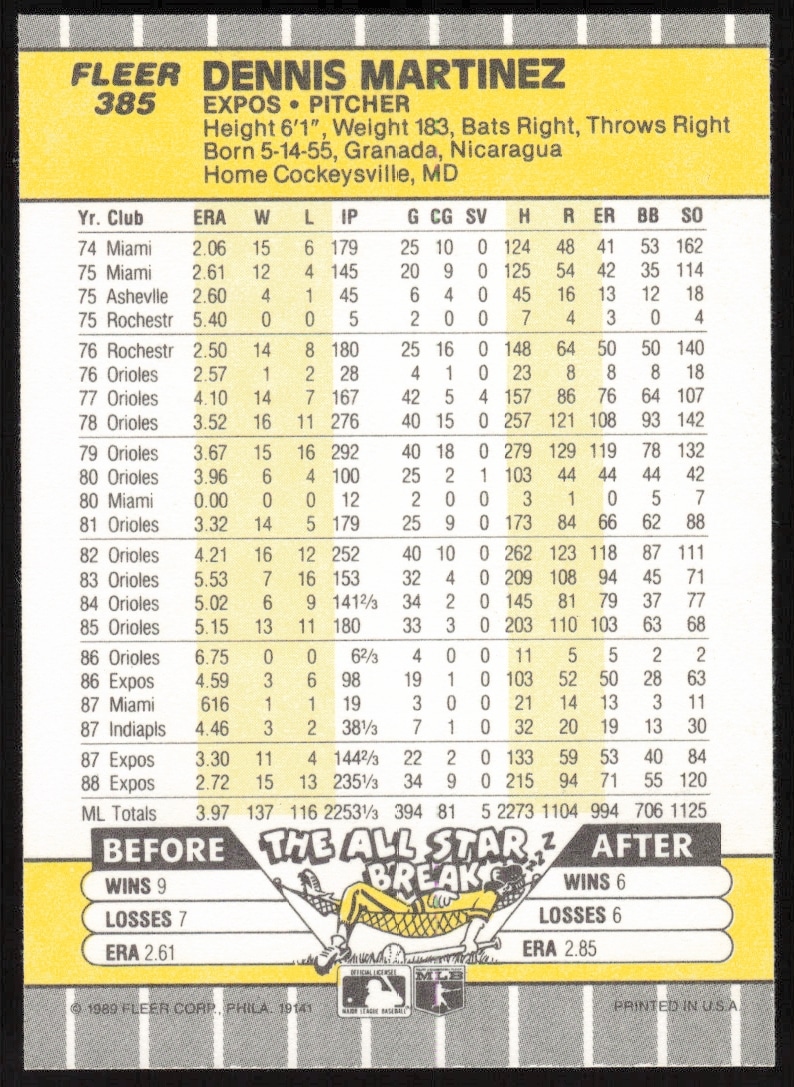 FLEER DENNIS MARTINEZ
385 EXPOS • PITCHER
Height 6'1", Weight 183, Bats Right, Throws Right
Born 5-14-55, Granada, Nicaragua
Home Cockeysville, MD
Yr. Club ERA W L IP G CG SV H R ER BB SO
74 Miami 2.06 15 6 179 25 10 0 124 48 41 53 162
75 Miami 2.61 12 4 145 20 9 0 125 54 42 35 114
75 Ashevlle 2.60 4 1 45 6 4 0 45 16 13 12 18
75 Rochestr 5.40 0 0 5 2 0 0 7 4 3 0 4
76 Rochestr 2.50 14 8 180 25 16 0 148 64 50 50 140
76 Orioles 2.57 1 2 28 4 1 0 23 8 8 8 18
77 Orioles 4.10 14 7 167 42 5 4 157 86 76 64 107
78 Orioles 3.52 16 11 276 40 15 0 257 121 108 93 142
79 Orioles 3.67 15 16 292 40 18 0 279 129 119 78 132
80 Orioles 3.96 6 4 100 25 2 1 103 44 44 44 42
80 Miami 0.00 0 0 12 2 0 0 3 1 0 5 7
81 Orioles 3.32 14 5 179 25 9 0 173 84 66 62 88
82 Orioles 4.21 16 12 252 40 10 0 262 123 118 87 111
83 Orioles 5.53 7 16 153 32 4 0 209 108 94 45 71
84 Orioles 5.02 6 9 141 2/3 34 2 0 145 81 79 37 77
85 Orioles 5.15 13 11 180 33 3 0 203 110 103 63 68
86 Orioles 6.75 0 0 6 2/3 4 0 0 11 5 5 2 2
86 Expos 4.59 3 6 98 19 1 0 103 52 50 28 63
87 Miami 616 1 1 19 3 0 0 21 14 13 3 11
87 Indiapls 4.46 3 2 38 1/3 7 1 0 32 20 19 13 30
87 Expos 3.30 11 4 144 2/3 22 2 0 133 59 53 40 84
88 Expos 2.72 15 13 235 1/3 34 9 0 215 94 71 55 120
ML Totals 3.97 137 116 2253 1/3 394 81 5 2273 1104 994 706 1125
BEFORE THE ALL STAR BREAK ZZZ AFTER
WINS 9 WINS 6
LOSSES 7 LOSSES 6
ERA 2.61 ERA 2.85
OFFICIAL LICENSEE
MAJOR LEAGUE BASEBALL
MLB
© 1989 FLEER CORP., PHILA. 19141 PRINTED IN U.S.A.